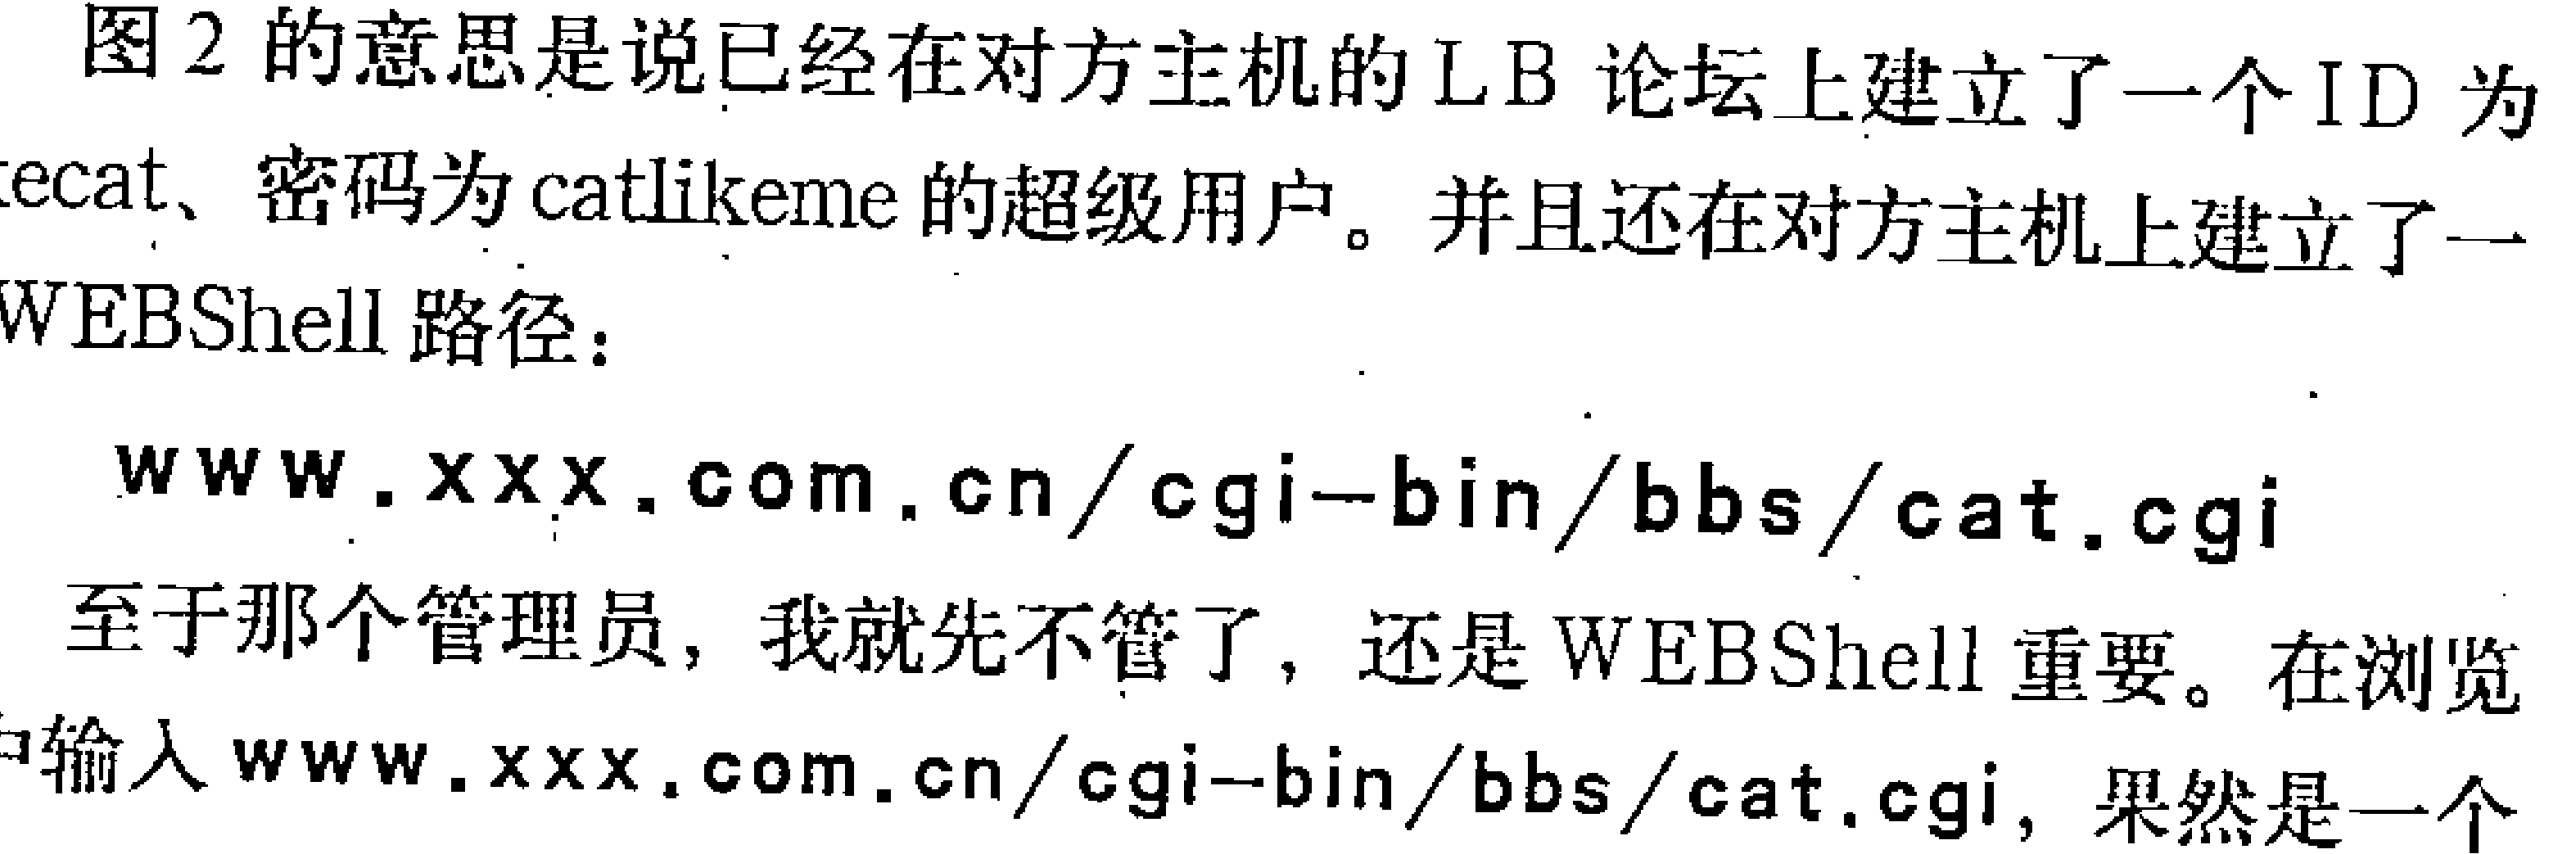 图2 的意思是说已经在对方主机的LB 论坛上建立了一个ID 为
ecat、密码为catlikeme的超级用户。并且还在对方主机上建立了一
WEBShell路径：
www.xxx.com.cn/cgi-bin/bbs/cat.cgi
至于那个管理员，我就先不管了，还是WEBShell重要。在浏览
中输入www.xxx.com.cn/cgi-bin/bbs/cat.cgi，果然是一个